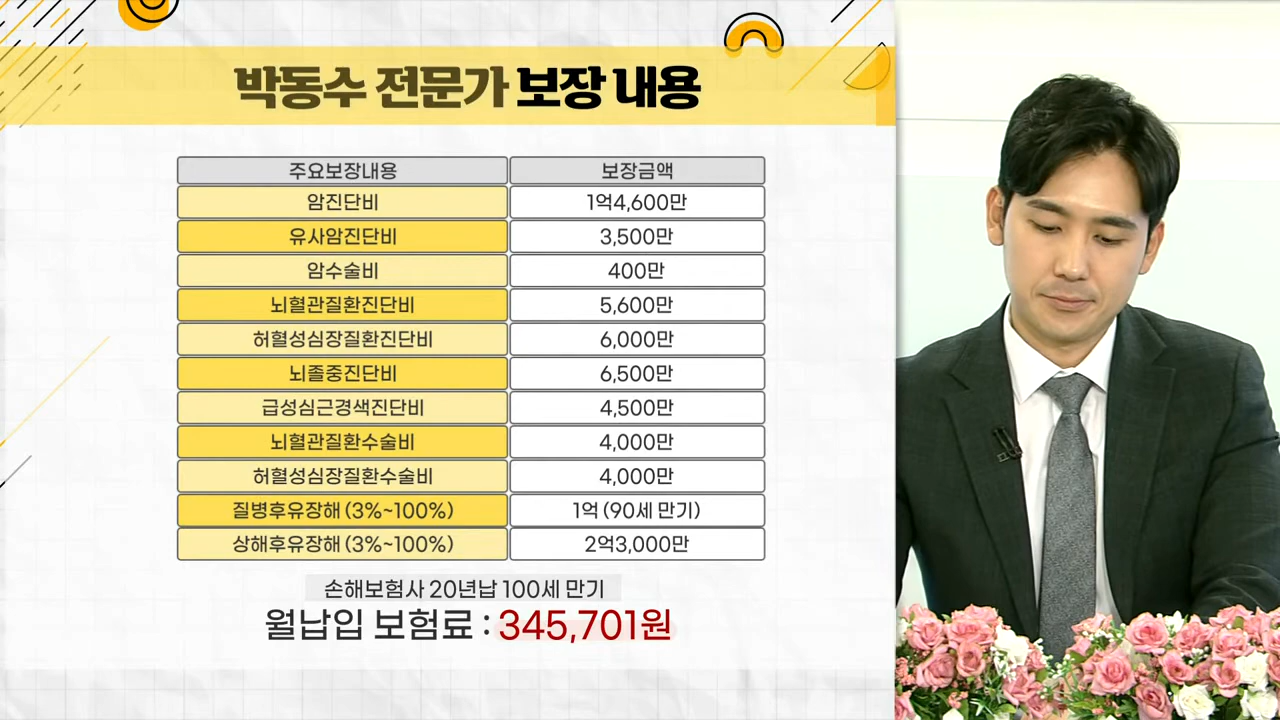 박동수 전문가 보장 내용
주요보장내용 보장금액
암진단비 1억4,600만
유사암진단비 3,500만
암수술비 400만
뇌혈관질환진단비 5,600만
허혈성심장질환진단비 6,000만
뇌졸중진단비 6,500만
급성심근경색진단비 4,500만
뇌혈관질환수술비 4,000만
허혈성심장질환수술비 4,000만
질병후유장해 (3%~100%) 1억 (90세 만기)
상해후유장해 (3%~100%) 2억3,000만
손해보험사 20년납 100세 만기
월납입 보험료 : 345,701원